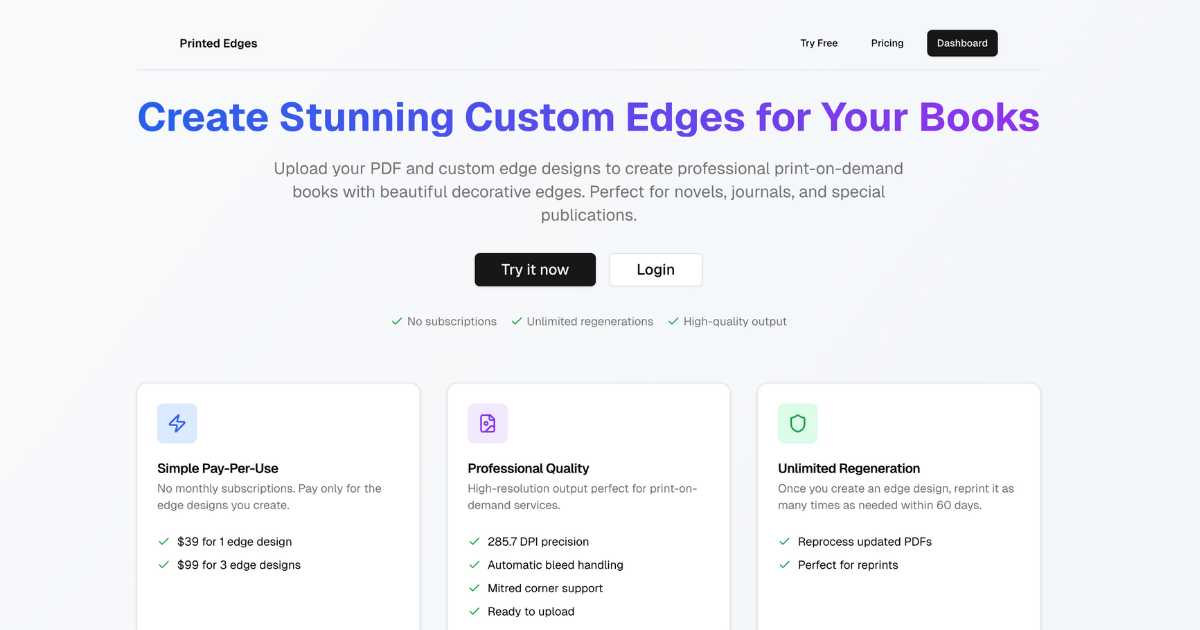 Printed Edges
Try Free
Pricing
Dashboard
Create Stunning Custom Edges for Your Books
Upload your PDF and custom edge designs to create professional print-on-demand
books with beautiful decorative edges. Perfect for novels, journals, and special
publications.
Try it now
Login
No subscriptions
Unlimited regenerations
High-quality output
Simple Pay-Per-Use
No monthly subscriptions. Pay only for the
edge designs you create.
$39 for 1 edge design
$99 for 3 edge designs
Professional Quality
High-resolution output perfect for print-on-
demand services.
285.7 DPI precision
Automatic bleed handling
Mitred corner support
Ready to upload
Unlimited Regeneration
Once you create an edge design, reprint it as
many times as needed within 60 days.
Reprocess updated PDFs
Perfect for reprints